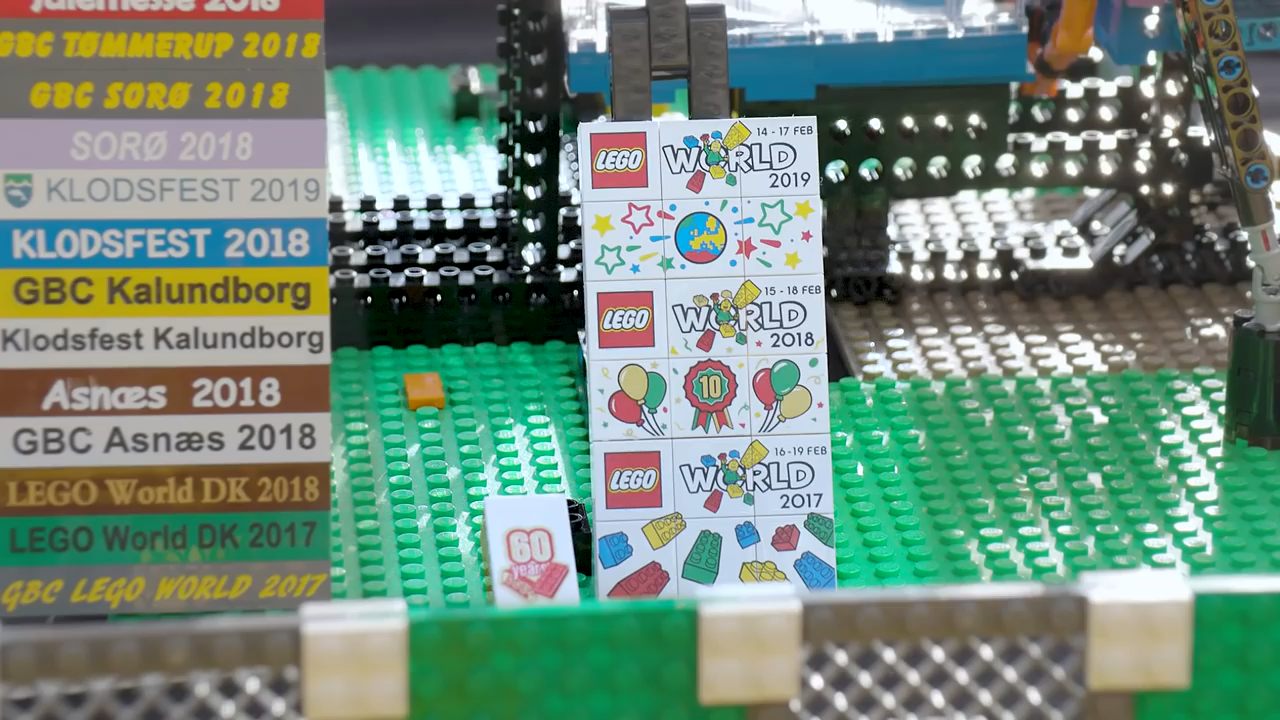 Julemesse 2018
GBC TØMMERUP 2018
GBC SORØ 2018
SORØ 2018
KLODSFEST 2019
KLODSFEST 2018
GBC Kalundborg
Klodsfest Kalundborg
Asnæs 2018
GBC Asnæs 2018
LEGO World DK 2018
LEGO World DK 2017
GBC LEGO WORLD 2017
LEGO
14 - 17 FEB
WORLD
2019
LEGO
15 - 18 FEB
WORLD
2018
10
LEGO
16-19 FEB
WORLD
2017
60
years